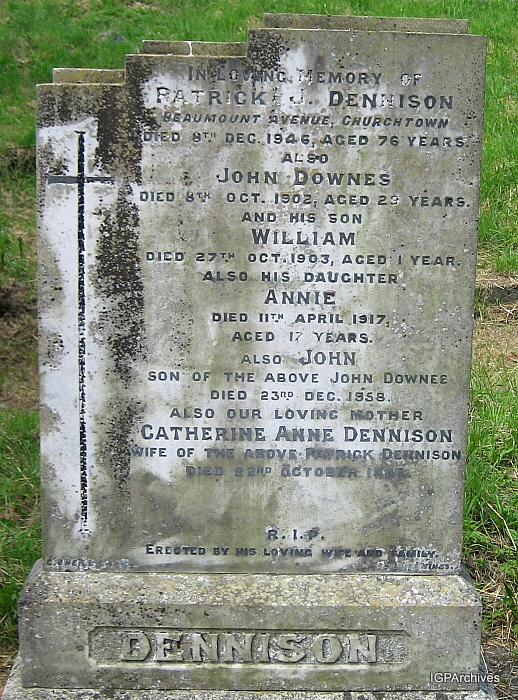 IN LOVING MEMORY OF
PATRICK J. DENNISON
BEAUMOUNT AVENUE, CHURCHTOWN
DIED 8TH DEC. 1946, AGED 76 YEARS.
ALSO
JOHN DOWNES
DIED 8TH OCT. 1902, AGED 29 YEARS.
AND HIS SON
WILLIAM
DIED 27TH OCT. 1903, AGED 1 YEAR.
ALSO HIS DAUGHTER
ANNIE
DIED 11TH APRIL 1917,
AGED 17 YEARS.
ALSO JOHN
SON OF THE ABOVE JOHN DOWNES
DIED 23RD DEC. 1958.
ALSO OUR LOVING MOTHER
CATHERINE ANNE DENNISON
WIFE OF THE ABOVE PATRICK DENNISON
DIED 22ND OCTOBER
R.I.P.
ERECTED BY HIS LOVING WIFE AND FAMILY.
DENNISON
IGPArchives